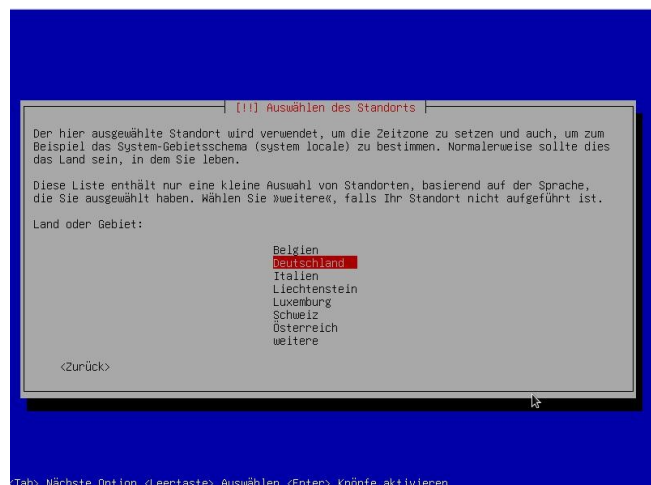 [!!] Auswählen des Standorts
Der hier ausgewählte Standort wird verwendet, um die Zeitzone zu setzen und auch, um zum
Beispiel das System-Gebietsschema (system locale) zu bestimmen. Normalerweise sollte dies
das Land sein, in dem Sie leben.
Diese Liste enthält nur eine kleine Auswahl von Standorten, basierend auf der Sprache,
die Sie ausgewählt haben. Wählen Sie »weitere«, falls Ihr Standort nicht aufgeführt ist.
Land oder Gebiet:
Belgien
Deutschland
Italien
Liechtenstein
Luxemburg
Schweiz
Österreich
weitere
<Zurück>
<Tab> Nächste Option <Leertaste> Auswählen <Enter> Knöpfe aktivieren